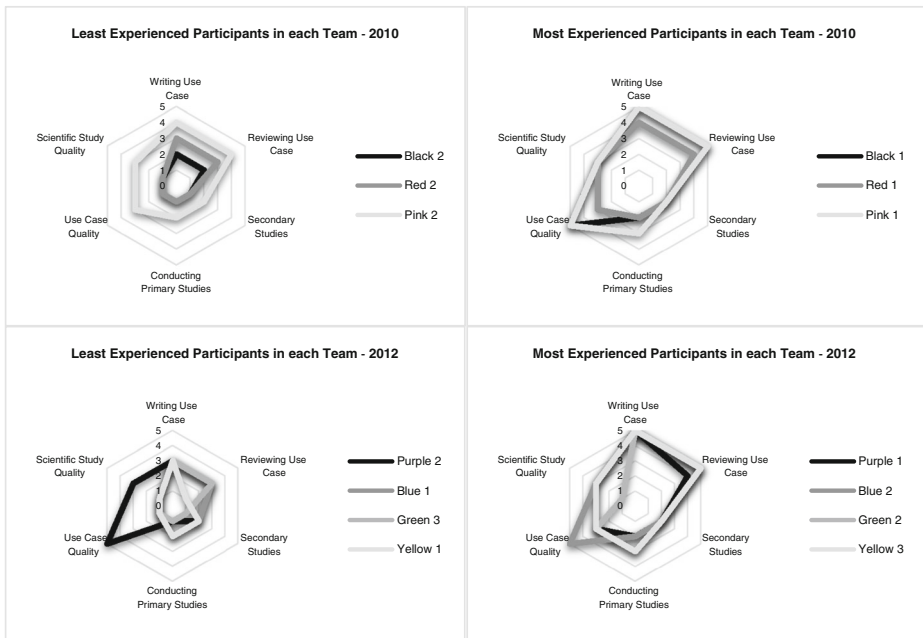 Least Experienced Participants in each Team - 2010
Writing Use
Case
5
4
3
2
1
0
Scientific Study
Quality
Reviewing Use
Case
Use Case
Quality
Secondary
Studies
Conducting
Primary Studies
Black 2
Red 2
Pink 2
Most Experienced Participants in each Team - 2010
Writing Use
Case
5
4
3
2
1
0
Scientific Study
Quality
Reviewing Use
Case
Use Case
Quality
Secondary
Studies
Conducting
Primary Studies
Black 1
Red 1
Pink 1
Least Experienced Participants in each Team - 2012
Writing Use
Case
5
4
3
2
1
0
Scientific Study
Quality
Reviewing Use
Case
Use Case
Quality
Secondary
Studies
Conducting
Primary Studies
Purple 2
Blue 1
Green 3
Yellow 1
Most Experienced Participants in each Team - 2012
Writing Use
Case
5
4
3
2
1
0
Scientific Study
Quality
Reviewing Use
Case
Use Case
Quality
Secondary
Studies
Conducting
Primary Studies
Purple 1
Blue 2
Green 2
Yellow 3